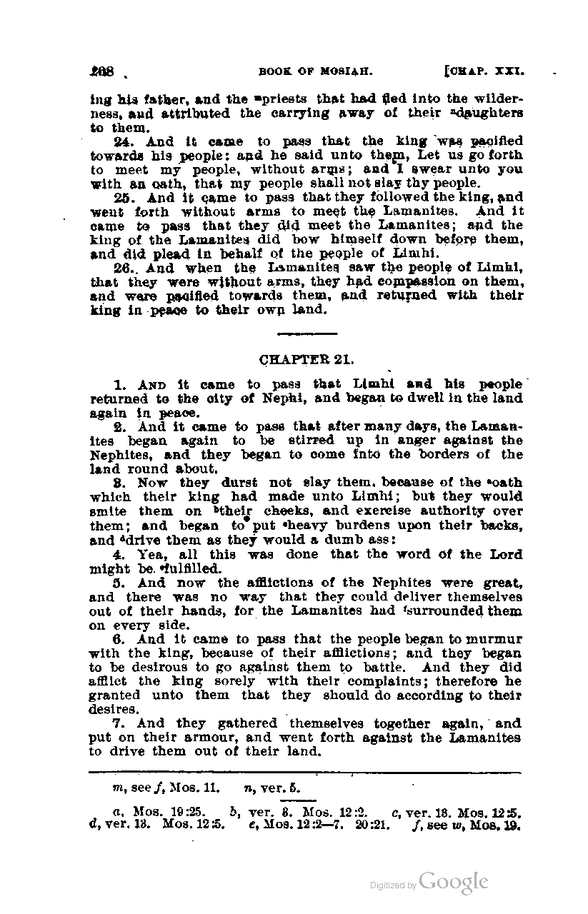 208 BOOK OF MOSIAH. [CHAP. XXI.
ing his father, and the ᵐpriests that had fled into the wilder-
ness, and attributed the carrying away of their ⁿdaughters
to them.
24. And it came to pass that the king was pacified
towards his people; and he said unto them, Let us go forth
to meet my people, without arms; and I swear unto you
with an oath, that my people shall not slay thy people.
25. And it came to pass that they followed the king, and
went forth without arms to meet the Lamanites. And it
came to pass that they did meet the Lamanites; and the
king of the Lamanites did bow himself down before them,
and did plead in behalf of the people of Limhi.
26. And when the Lamanites saw the people of Limhi,
that they were without arms, they had compassion on them,
and were pacified towards them, and returned with their
king in peace to their own land.
CHAPTER 21.
1. AND it came to pass that Limhi and his people
returned to the city of Nephi, and began to dwell in the land
again in peace.
2. And it came to pass that after many days, the Laman-
ites began again to be stirred up in anger against the
Nephites, and they began to come into the borders of the
land round about.
3. Now they durst not slay them, because of the ᵃoath
which their king had made unto Limhi; but they would
smite them on ᵇtheir cheeks, and exercise authority over
them; and began to put ᶜheavy burdens upon their backs,
and ᵈdrive them as they would a dumb ass:
4. Yea, all this was done that the word of the Lord
might be ᵉfulfilled.
5. And now the afflictions of the Nephites were great,
and there was no way that they could deliver themselves
out of their hands, for the Lamanites had ᶠsurrounded them
on every side.
6. And it came to pass that the people began to murmur
with the king, because of their afflictions; and they began
to be desirous to go against them to battle. And they did
afflict the king sorely with their complaints; therefore he
granted unto them that they should do according to their
desires.
7. And they gathered themselves together again, and
put on their armour, and went forth against the Lamanites
to drive them out of their land.
m, see f, Mos. 11. n, ver. 5.
a, Mos. 19:25. b, ver. 3. Mos. 12:2. c, ver. 13. Mos. 12:5.
d, ver. 13. Mos. 12:5. e, Mos. 12:2—7. 20:21. f, see w, Mos. 19.
Digitized by Google